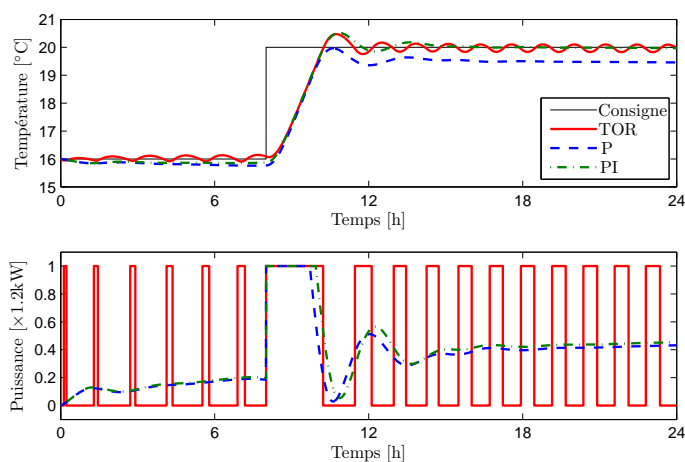 21
20
19
18
17
16
15
Température [°C]
Consigne
TOR
P
PI
0
6
12
18
24
Temps [h]
1
0.8
0.6
0.4
0.2
0
Puissance [×1.2kW]
0
6
12
18
24
Temps [h]